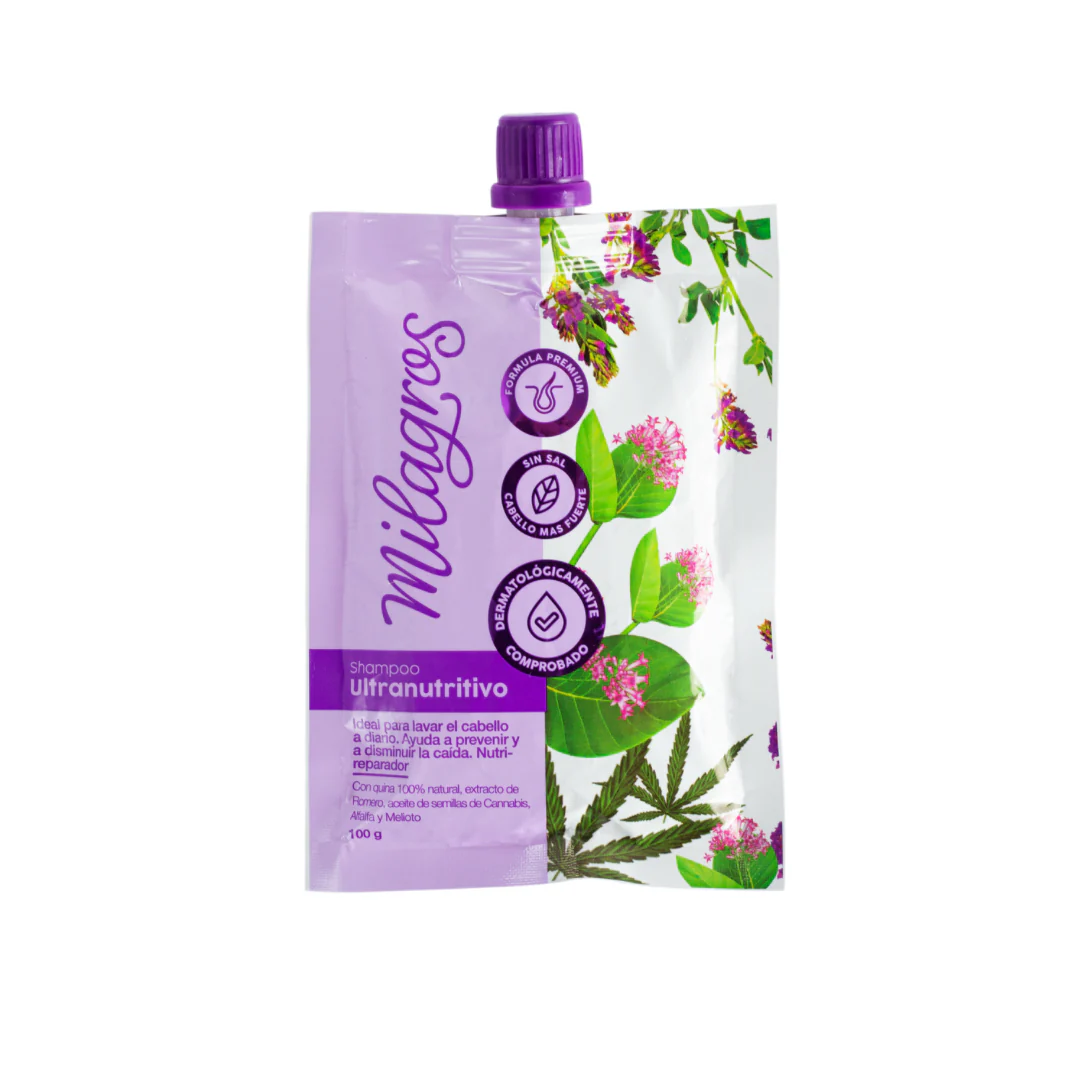 Milagros
FORMULA PREMIUM
SIN SAL
CABELLO MAS FUERTE
DERMATOLÓGICAMENTE
COMPROBADO
Shampoo
Ultranutritivo
Ideal para lavar el cabello
a diario. Ayuda a prevenir y
a disminuir la caída. Nutri-
reparador
Con quina 100% natural, extracto de
Romero, aceite de semillas de Cannabis,
Alfalfa y Melioto
100 g